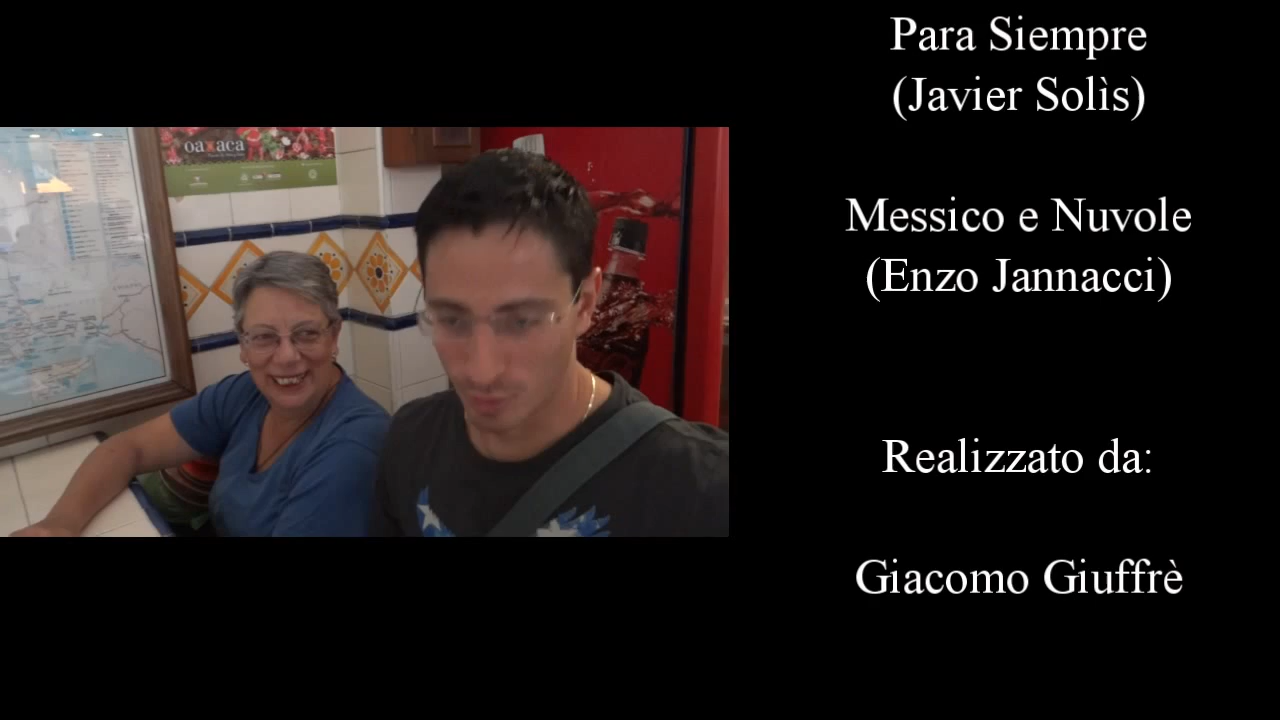 Para Siempre
(Javier Solìs)
Messico e Nuvole
(Enzo Jannacci)
Realizzato da:
Giacomo Giuffrè
oaxaca